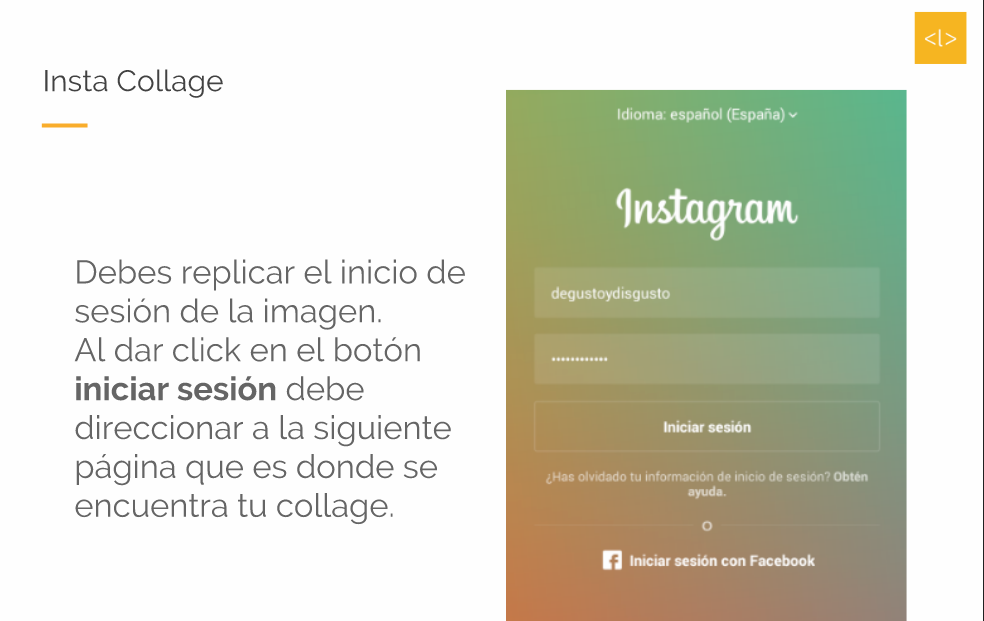 <l>
Insta Collage
Debes replicar el inicio de
sesión de la imagen.
Al dar click en el botón
iniciar sesión debe
direccionar a la siguiente
página que es donde se
encuentra tu collage.
Idioma: español (España)
Instagram
degustoydisgusto
••••••••••••
Iniciar sesión
¿Has olvidado tu información de inicio de sesión? Obtén
ayuda.
O
Iniciar sesión con Facebook